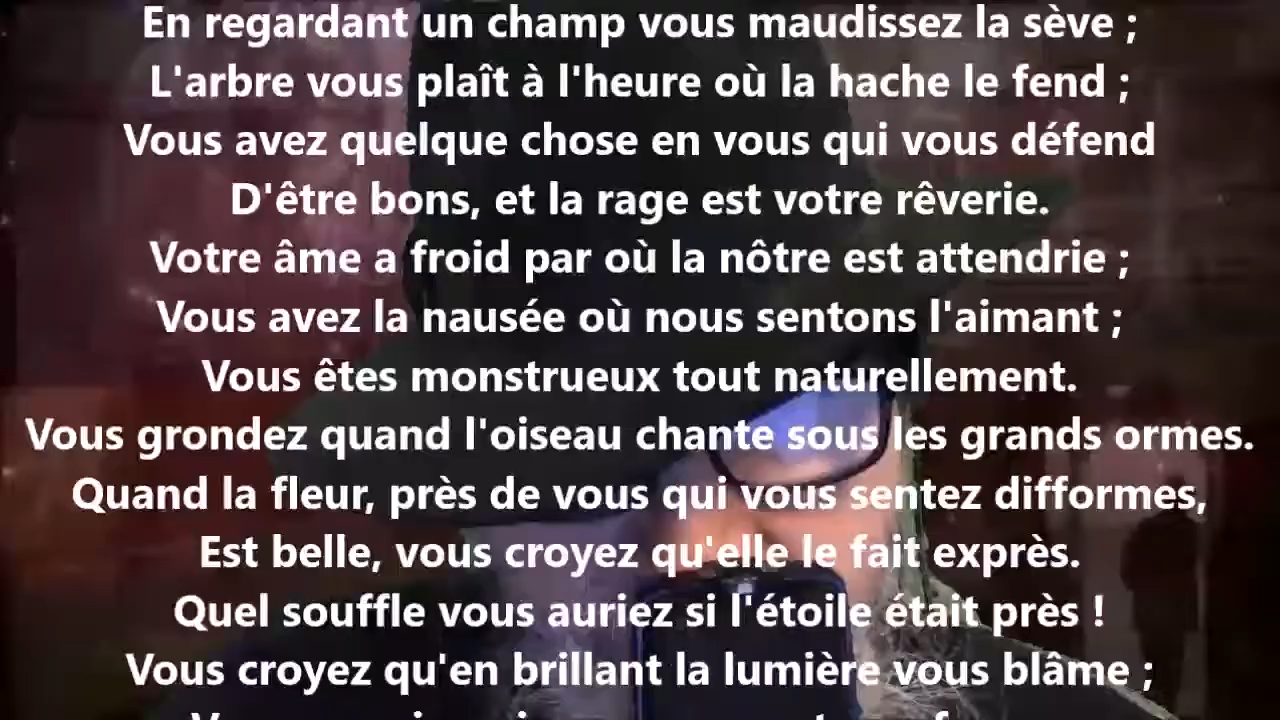 En regardant un champ vous maudissez la sève ;
L'arbre vous plaît à l'heure où la hache le fend ;
Vous avez quelque chose en vous qui vous défend
D'être bons, et la rage est votre rêverie.
Votre âme a froid par où la nôtre est attendrie ;
Vous avez la nausée où nous sentons l'aimant ;
Vous êtes monstrueux tout naturellement.
Vous grondez quand l'oiseau chante sous les grands ormes.
Quand la fleur, près de vous qui vous sentez difformes,
Est belle, vous croyez qu'elle le fait exprès.
Quel souffle vous auriez si l'étoile était près !
Vous croyez qu'en brillant la lumière vous blâme ;